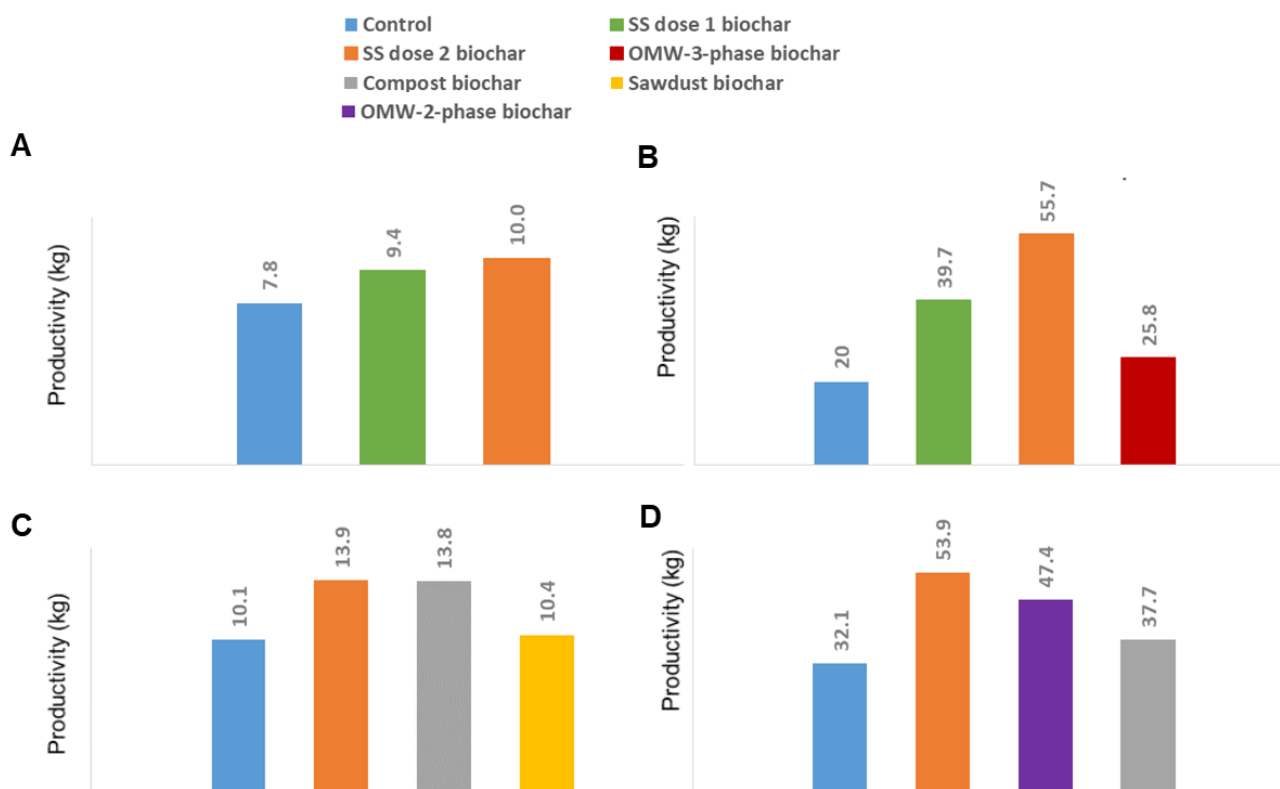 Control
SS dose 1 biochar
SS dose 2 biochar
OMW-3-phase biochar
Compost biochar
Sawdust biochar
OMW-2-phase biochar
A
Productivity (kg)
7.8
9.4
10.0
B
Productivity (kg)
20
39.7
55.7
25.8
C
Productivity (kg)
10.1
13.9
13.8
10.4
D
Productivity (kg)
32.1
53.9
47.4
37.7